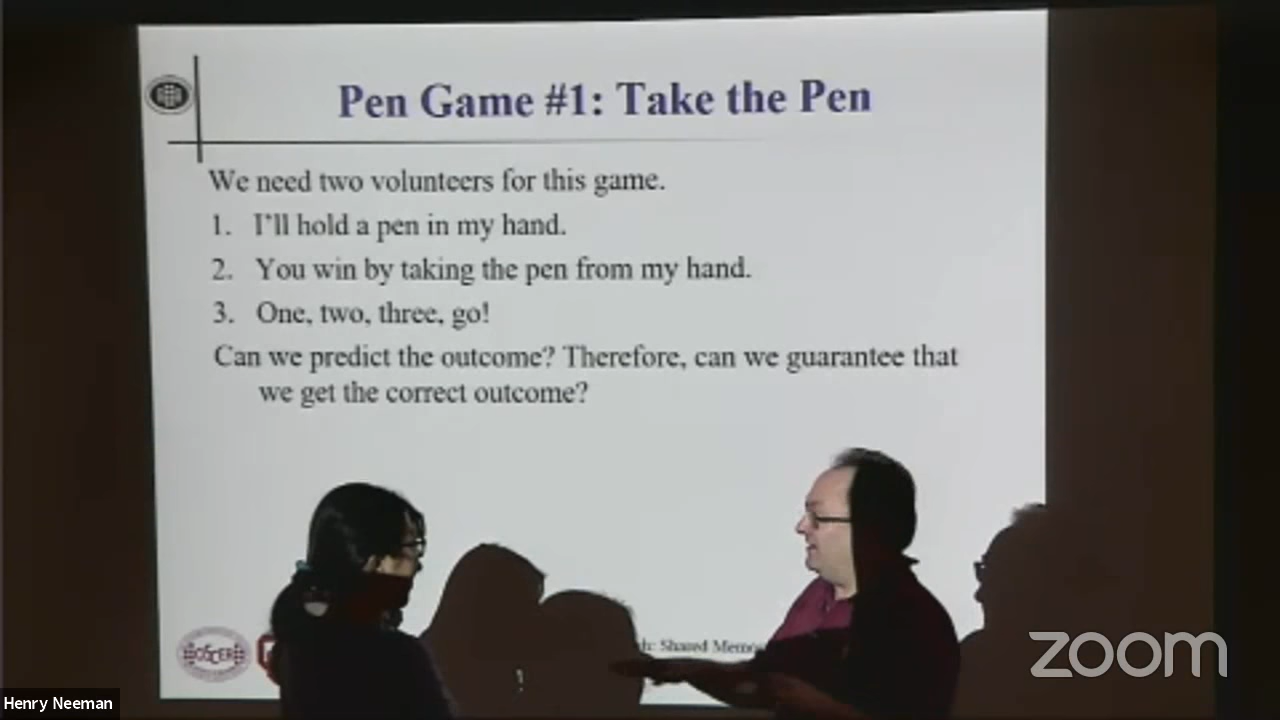 Pen Game #1: Take the Pen
We need two volunteers for this game.
1. I'll hold a pen in my hand.
2. You win by taking the pen from my hand.
3. One, two, three, go!
Can we predict the outcome? Therefore, can we guarantee that
we get the correct outcome?
OSCER
Shared
zoom
Henry Neeman